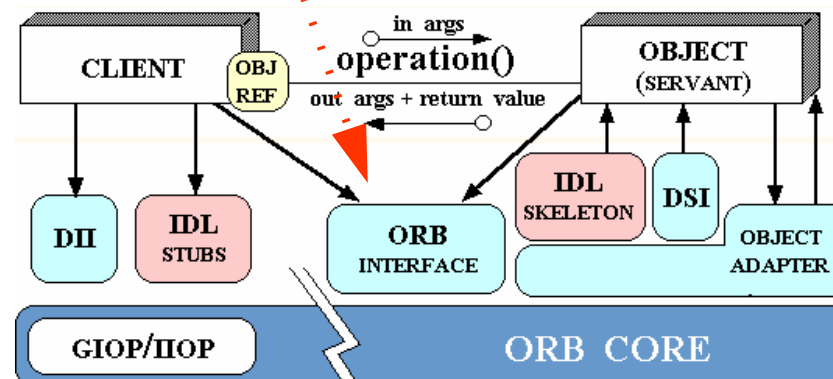 in args
CLIENT
OBJ
REF
operation()
out args + return value
OBJECT
(SERVANT)
DII
IDL
STUBS
ORB
INTERFACE
IDL
SKELETON
DSI
OBJECT
ADAPTER
GIOP/IIOP
ORB CORE